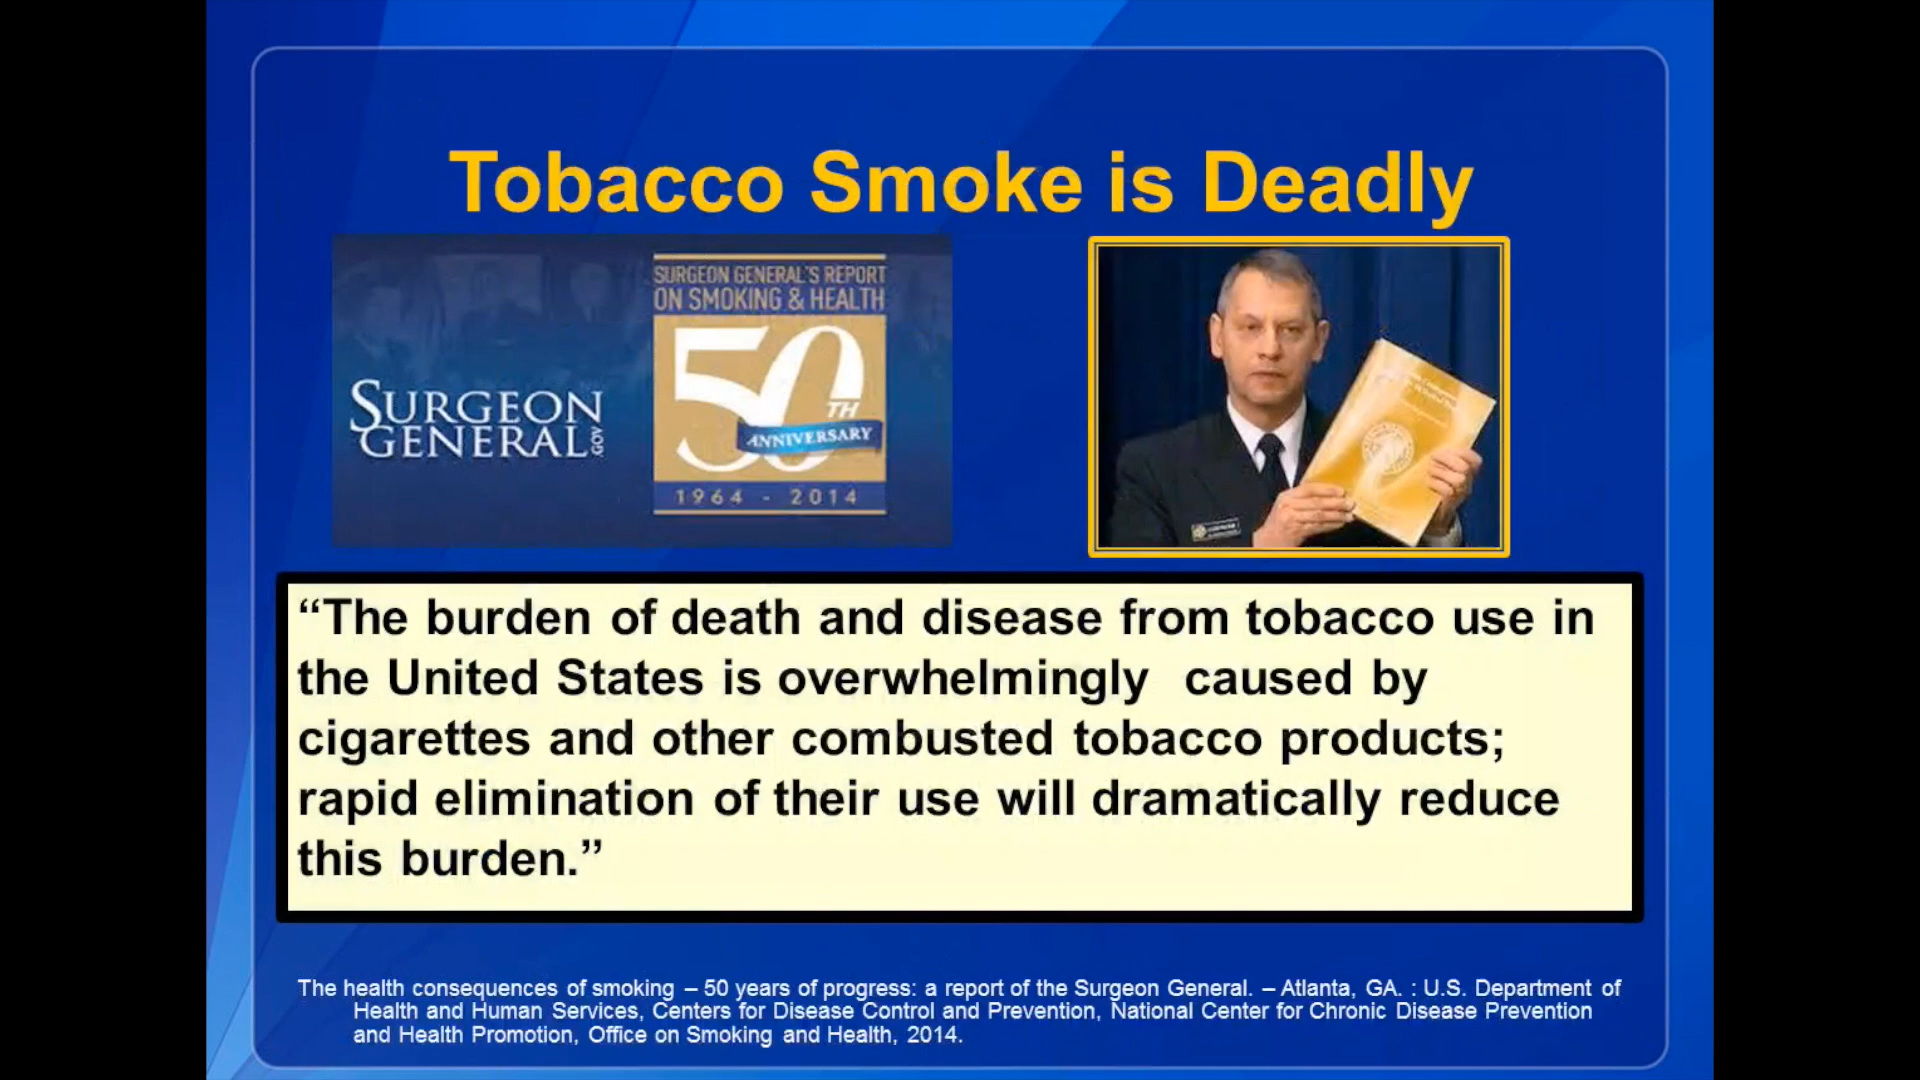 Tobacco Smoke is Deadly
SURGEON GENERAL'S REPORT
ON SMOKING & HEALTH
50TH
ANNIVERSARY
1964 - 2014
SURGEON
GENERAL.GOV
“The burden of death and disease from tobacco use in
the United States is overwhelmingly caused by
cigarettes and other combusted tobacco products;
rapid elimination of their use will dramatically reduce
this burden.”
The health consequences of smoking – 50 years of progress: a report of the Surgeon General. – Atlanta, GA. : U.S. Department of
Health and Human Services, Centers for Disease Control and Prevention, National Center for Chronic Disease Prevention
and Health Promotion, Office on Smoking and Health, 2014.